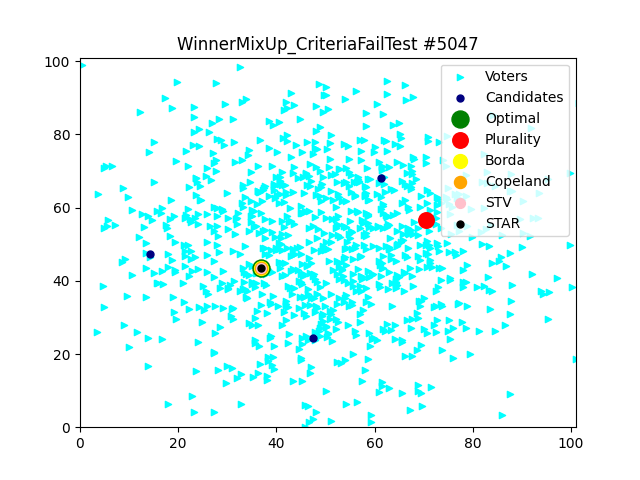 WinnerMixUp_CriteriaFailTest #5047
100
80
60
40
20
0
0
20
40
60
80
100
Voters
Candidates
Optimal
Plurality
Borda
Copeland
STV
STAR